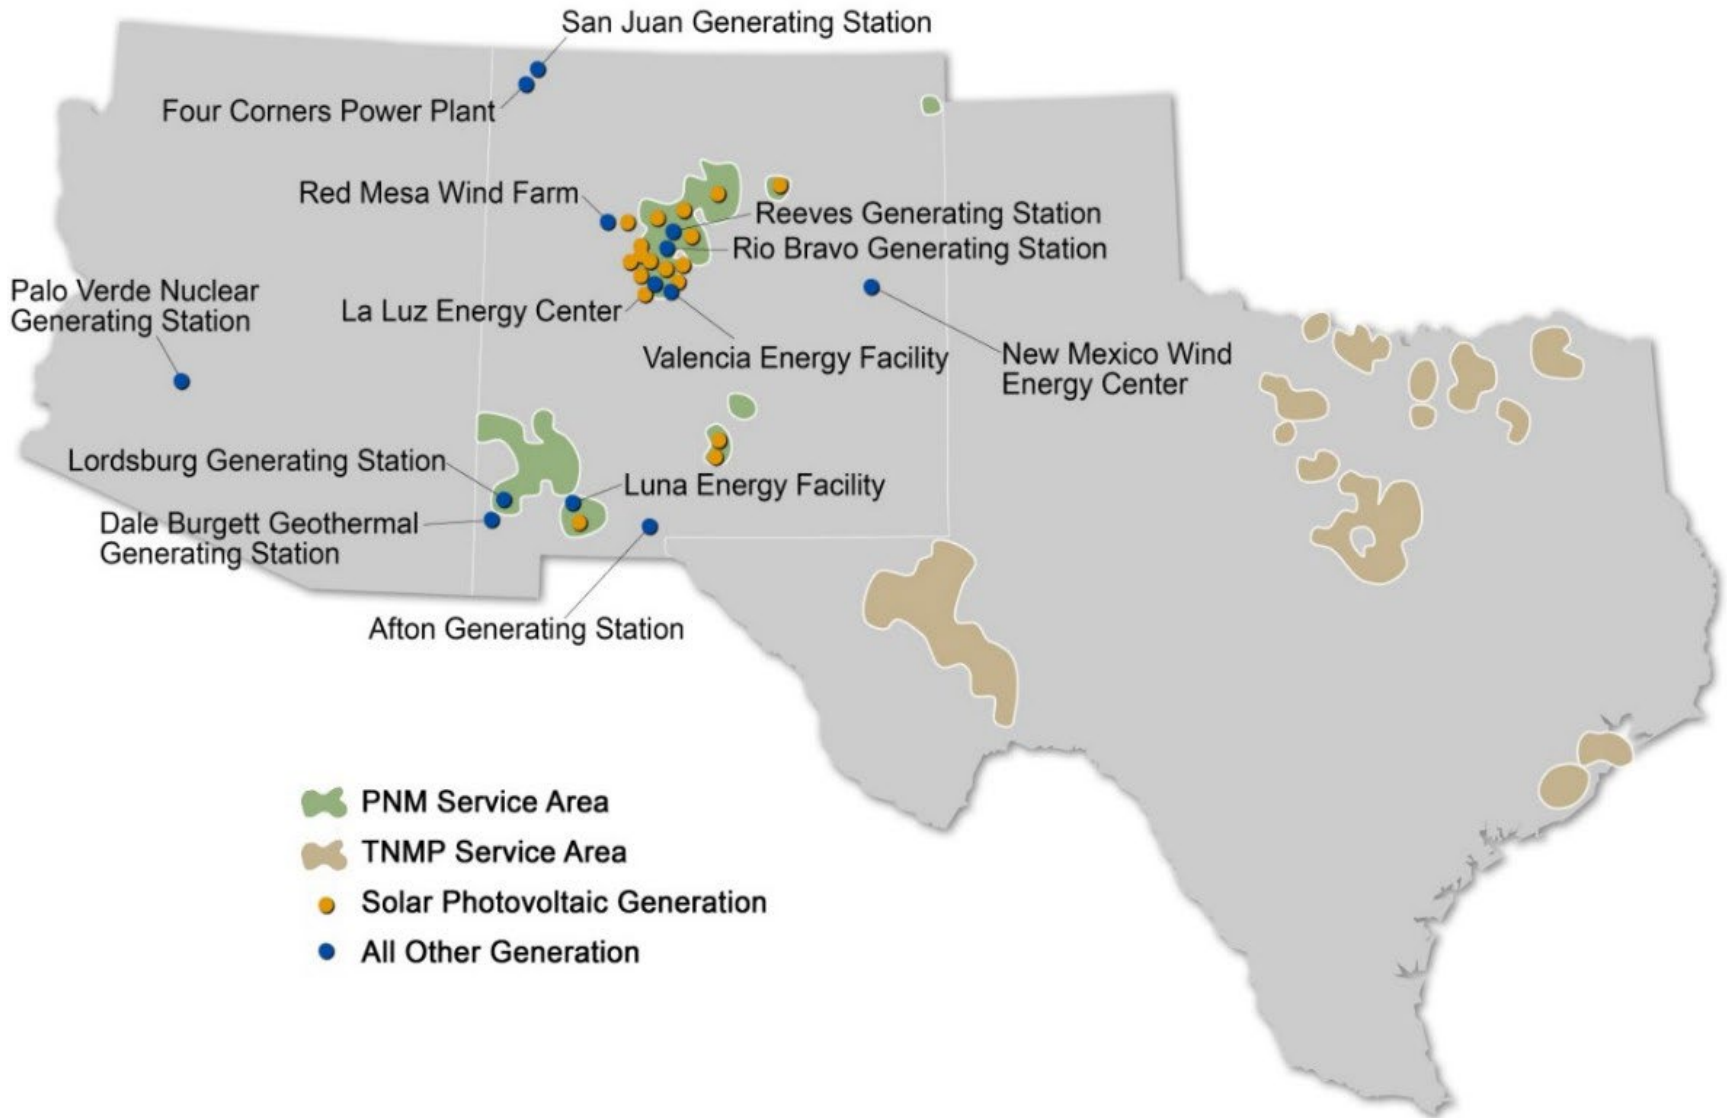 San Juan Generating Station
Four Corners Power Plant
Red Mesa Wind Farm
Reeves Generating Station
Rio Bravo Generating Station
Palo Verde Nuclear
Generating Station
La Luz Energy Center
Valencia Energy Facility
New Mexico Wind
Energy Center
Lordsburg Generating Station
Luna Energy Facility
Dale Burgett Geothermal
Generating Station
Afton Generating Station
PNM Service Area
TNMP Service Area
Solar Photovoltaic Generation
All Other Generation